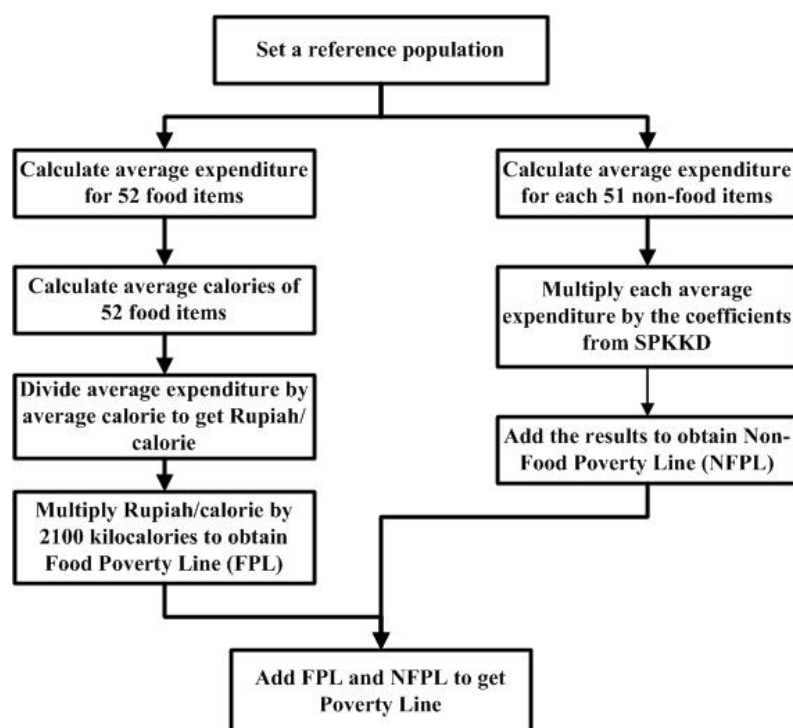 Set a reference population
Calculate average expenditure
for 52 food items
Calculate average calories of
52 food items
Divide average expenditure by
average calorie to get Rupiah/
calorie
Multiply Rupiah/calorie by
2100 kilocalories to obtain
Food Poverty Line (FPL)
Calculate average expenditure
for each 51 non-food items
Multiply each average
expenditure by the coefficients
from SPKKD
Add the results to obtain Non-
Food Poverty Line (NFPL)
Add FPL and NFPL to get
Poverty Line